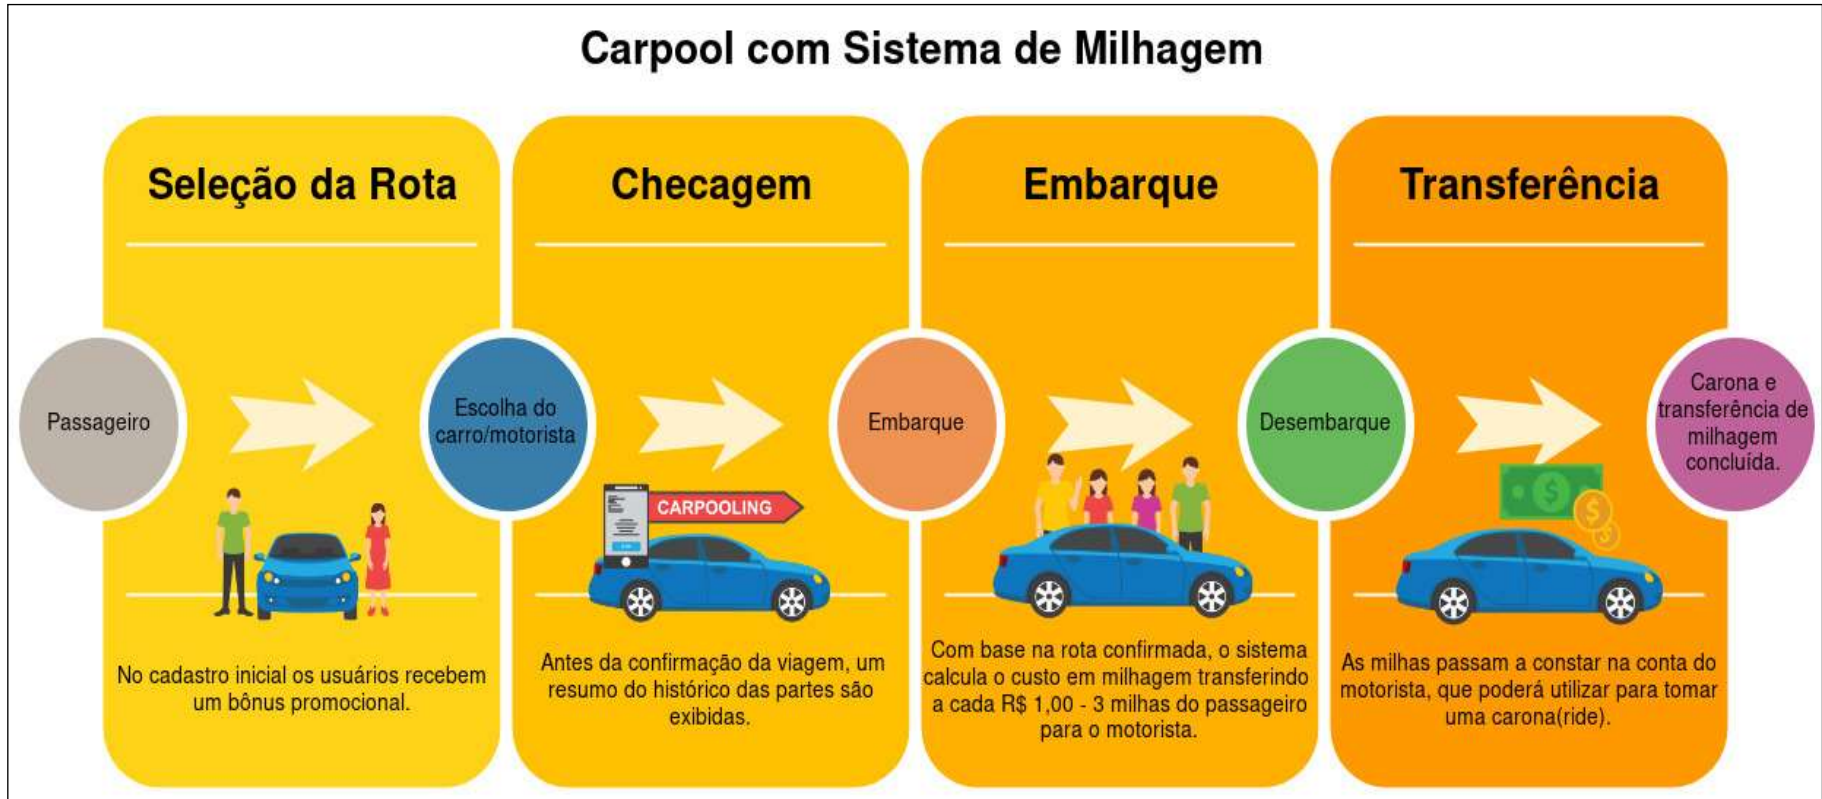 Carpool com Sistema de Milhagem
Seleção da Rota
Passageiro
Escolha do
carro/motorista
No cadastro inicial os usuários recebem
um bônus promocional.
Checagem
CARPOOLING
Antes da confirmação da viagem, um
resumo do histórico das partes são
exibidas.
Embarque
Embarque
Com base na rota confirmada, o sistema
calcula o custo em milhagem transferindo
a cada R$ 1,00 - 3 milhas do passageiro
para o motorista.
Desembarque
Transferência
$
$
$
Carona e
transferência de
milhagem
concluída.
As milhas passam a constar na conta do
motorista, que poderá utilizar para tomar
uma carona(ride).